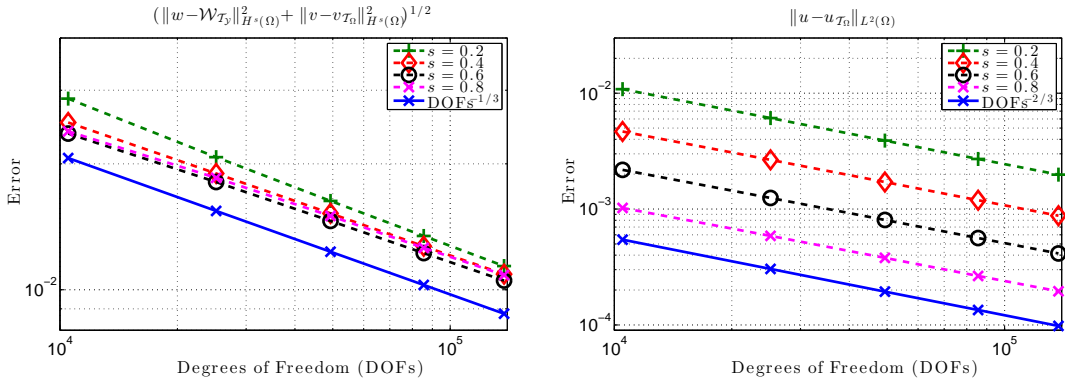 (‖w−𝒲_{𝒯_𝒴}‖²_{H^s(Ω)} + ‖v−v_{𝒯_Ω}‖²_{H^s(Ω)})^{1/2}
s = 0.2
s = 0.4
s = 0.6
s = 0.8
DOFs^{-1/3}
Error
10^{-2}
10^4
10^5
Degrees of Freedom (DOFs)
‖u−u_{𝒯_Ω}‖_{L²(Ω)}
s = 0.2
s = 0.4
s = 0.6
s = 0.8
DOFs^{-2/3}
Error
10^{-2}
10^{-3}
10^{-4}
10^4
10^5
Degrees of Freedom (DOFs)